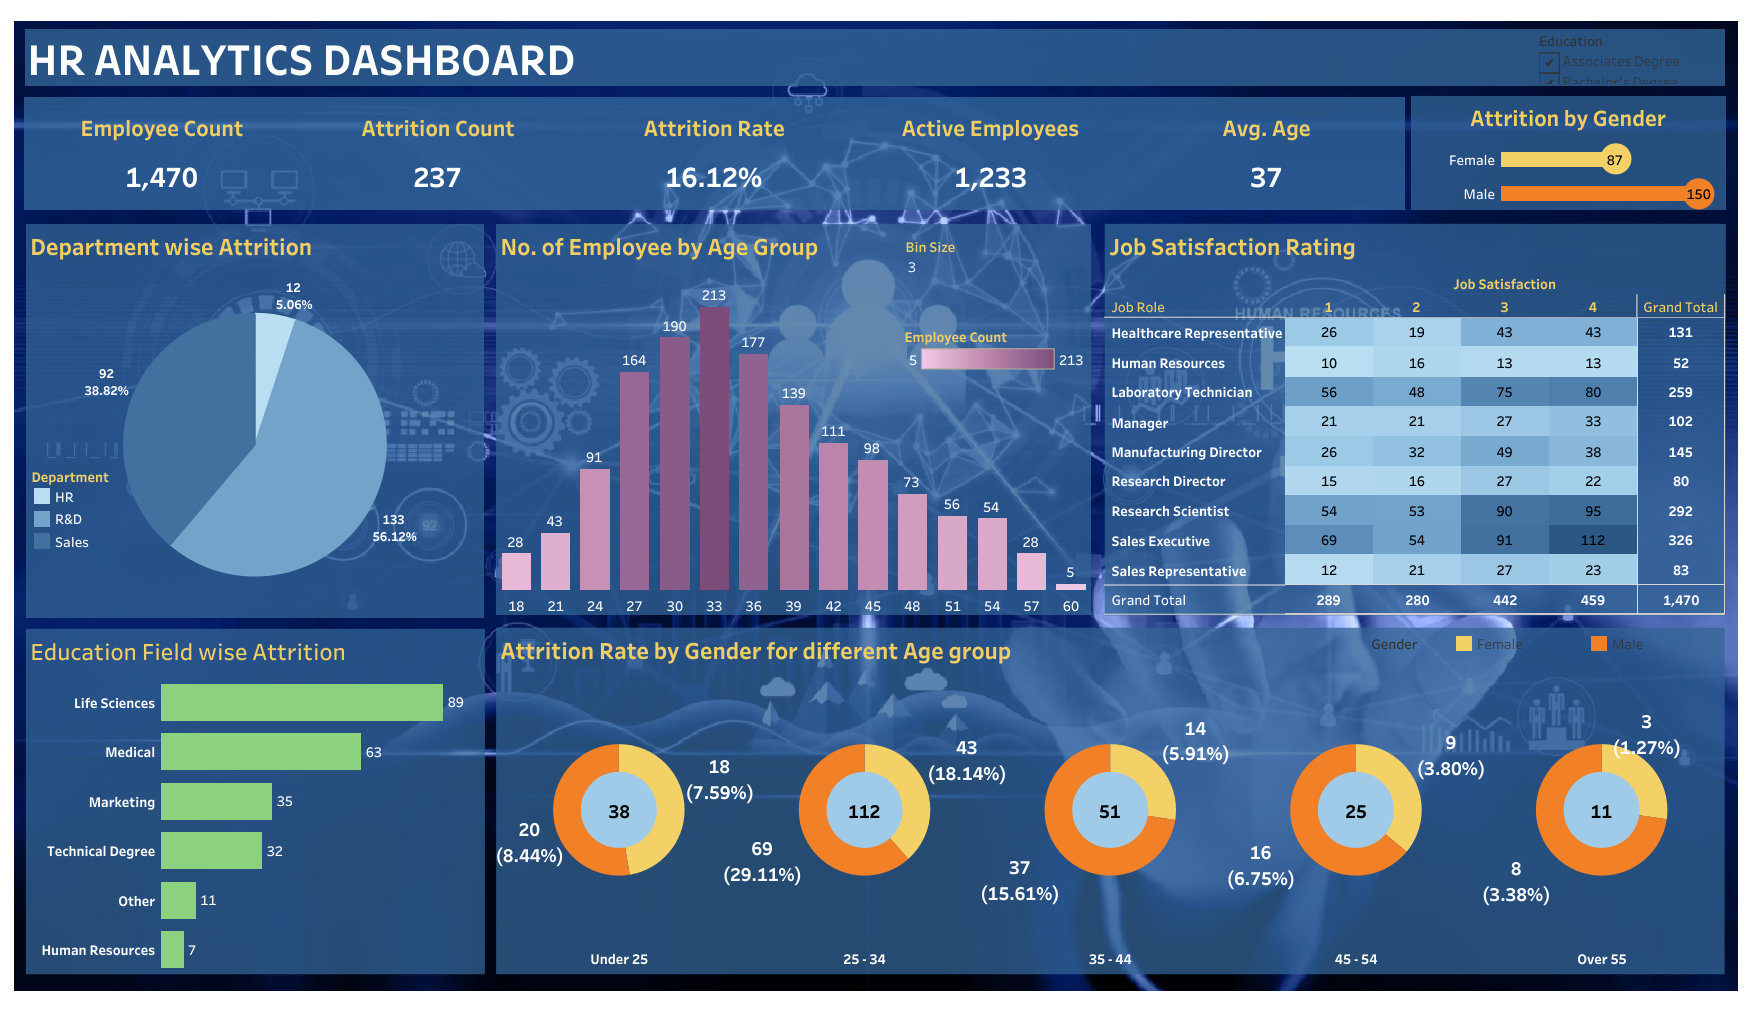 HR ANALYTICS DASHBOARD
Education
✔ Associates Degree
✔ Bachelor's Degree
Employee Count
Attrition Count
Attrition Rate
Active Employees
Avg. Age
1,470
237
16.12%
1,233
37
Attrition by Gender
Female 87
Male 150
Department wise Attrition
12
5.06%
92
38.82%
133
56.12%
Department
HR
R&D
Sales
No. of Employee by Age Group
Bin Size
3
Employee Count
5 213
28 43 91 164 190 213 177 139 111 98 73 56 54 28 5
18 21 24 27 30 33 36 39 42 45 48 51 54 57 60
Job Satisfaction Rating
HUMAN RESOURCES
Job Satisfaction
Job Role 1 2 3 4 Grand Total
Healthcare Representative 26 19 43 43 131
Human Resources 10 16 13 13 52
Laboratory Technician 56 48 75 80 259
Manager 21 21 27 33 102
Manufacturing Director 26 32 49 38 145
Research Director 15 16 27 22 80
Research Scientist 54 53 90 95 292
Sales Executive 69 54 91 112 326
Sales Representative 12 21 27 23 83
Grand Total 289 280 442 459 1,470
Education Field wise Attrition
Life Sciences 89
Medical 63
Marketing 35
Technical Degree 32
Other 11
Human Resources 7
Attrition Rate by Gender for different Age group
Gender Female Male
38
18
(7.59%)
20
(8.44%)
Under 25
112
43
(18.14%)
69
(29.11%)
25 - 34
51
14
(5.91%)
37
(15.61%)
35 - 44
25
9
(3.80%)
16
(6.75%)
45 - 54
11
3
(1.27%)
8
(3.38%)
Over 55